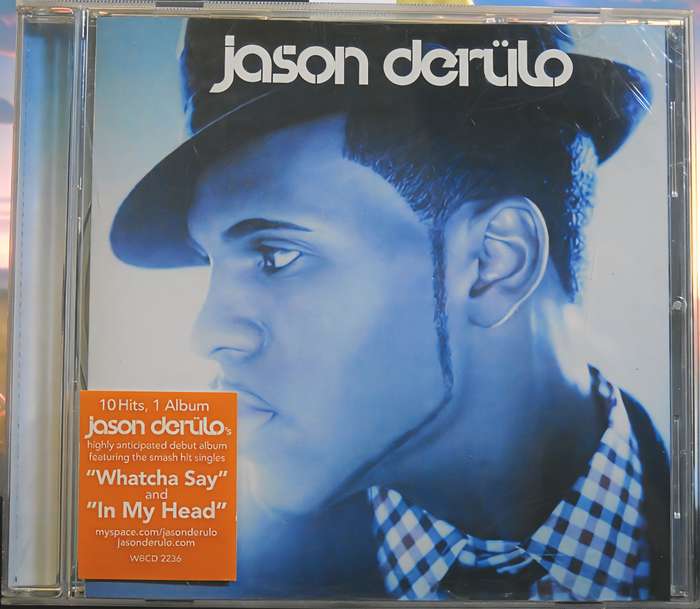 jason derülo
10 Hits, 1 Album
jason derülo's
highly anticipated debut album
featuring the smash hit singles
"Whatcha Say"
and
"In My Head"
myspace.com/jasonderulo
jasonderulo.com
WBCD 2236